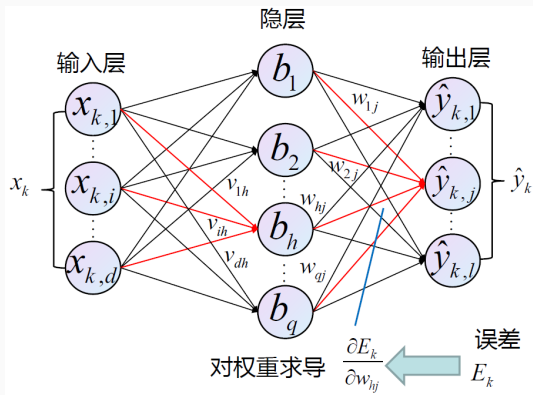 隐层
输入层
输出层
b_1
x_{k,1}
w_{1j}
ŷ_{k,1}
b_2
v_{1h}
w_{2j}
x_k
x_{k,i}
ŷ_{k,j}
ŷ_k
v_{ih}
w_{hj}
b_h
v_{dh}
x_{k,d}
w_{qj}
ŷ_{k,l}
b_q
对权重求导
∂E_k
∂w_{hj}
误差
E_k